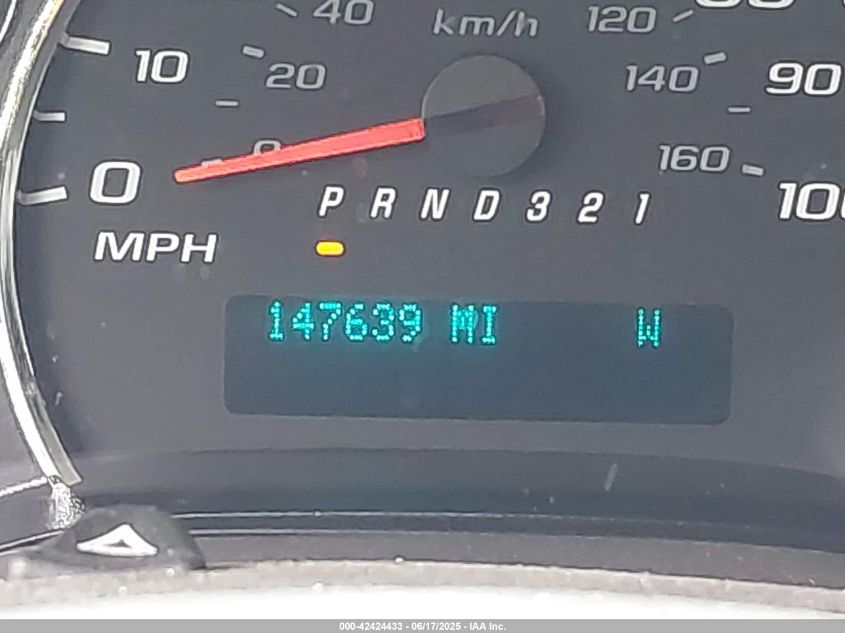 40 km/h 120
10 20 140 90
0 0 160 100
P R N D 3 2 1
MPH
147639 MI W
000-42424433 - 06/17/2025 - IAA Inc.